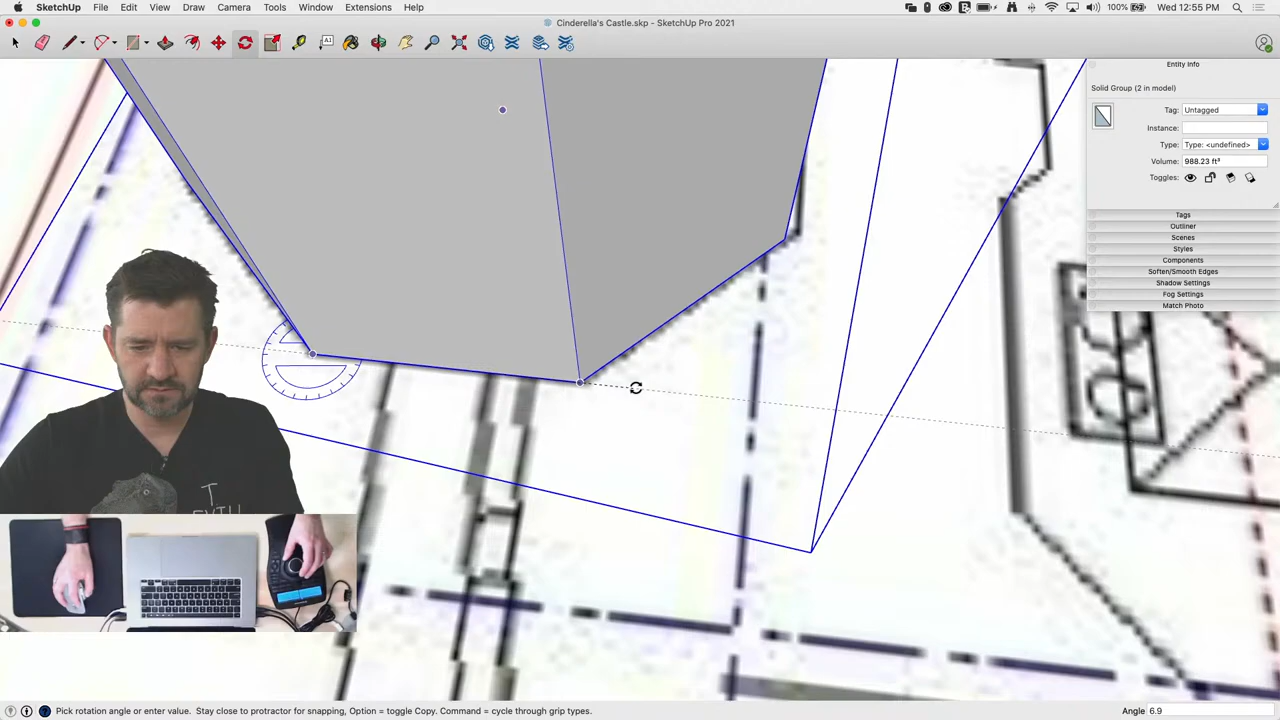 SketchUp File Edit View Draw Camera Tools Window Extensions Help 100% Wed 12:55 PM
Cinderella's Castle.skp - SketchUp Pro 2021
Entity Info
Solid Group (2 in model)
Tag: Untagged
Instance:
Type: Type: <undefined>
Volume: 988.23 ft³
Toggles:
Tags
Outliner
Scenes
Styles
Components
Soften/Smooth Edges
Shadow Settings
Fog Settings
Match Photo
Pick rotation angle or enter value. Stay close to protractor for snapping, Option = toggle Copy. Command = cycle through grip types. Angle 6.9